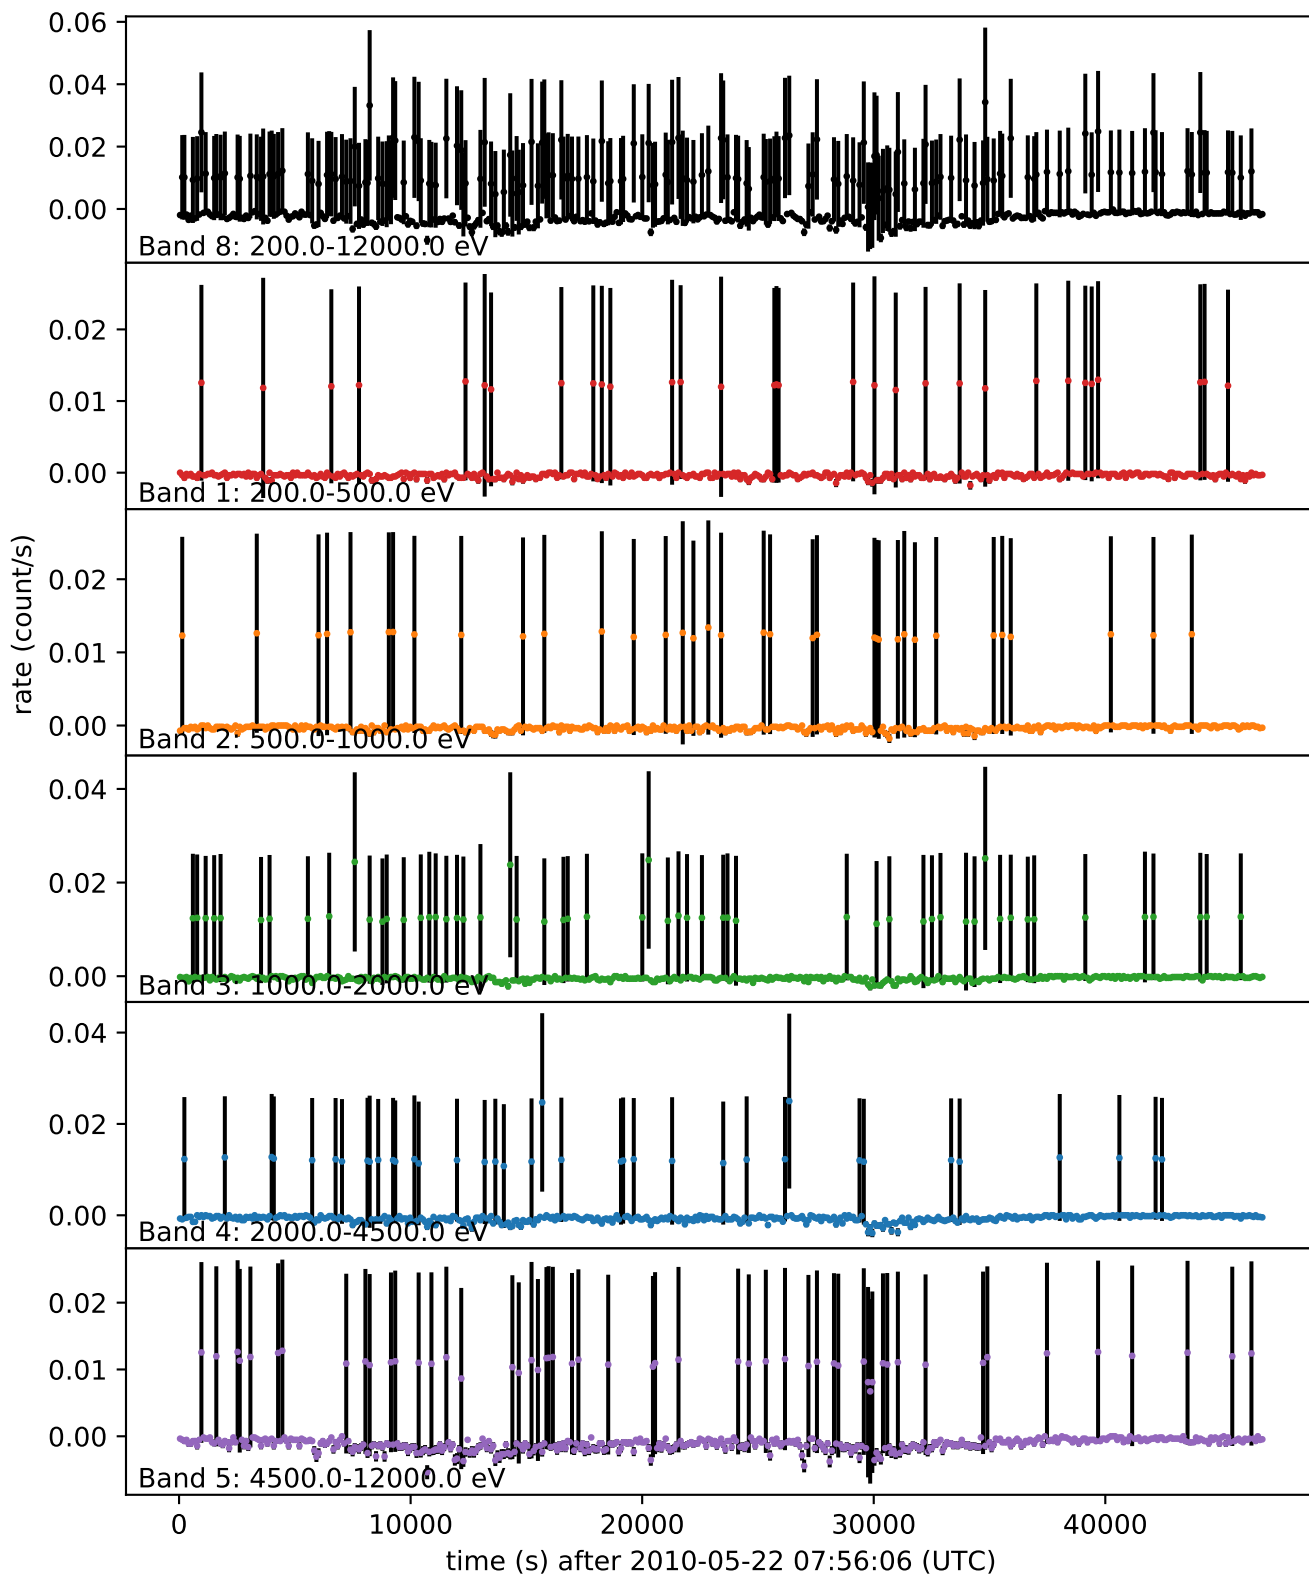 0.06
0.04
0.02
0.00
Band 8: 200.0-12000.0 eV
0.02
0.01
0.00
Band 1: 200.0-500.0 eV
rate (count/s)
0.02
0.01
0.00
Band 2: 500.0-1000.0 eV
0.04
0.02
0.00
Band 3: 1000.0-2000.0 eV
0.04
0.02
0.00
Band 4: 2000.0-4500.0 eV
0.02
0.01
0.00
Band 5: 4500.0-12000.0 eV
0 10000 20000 30000 40000
time (s) after 2010-05-22 07:56:06 (UTC)